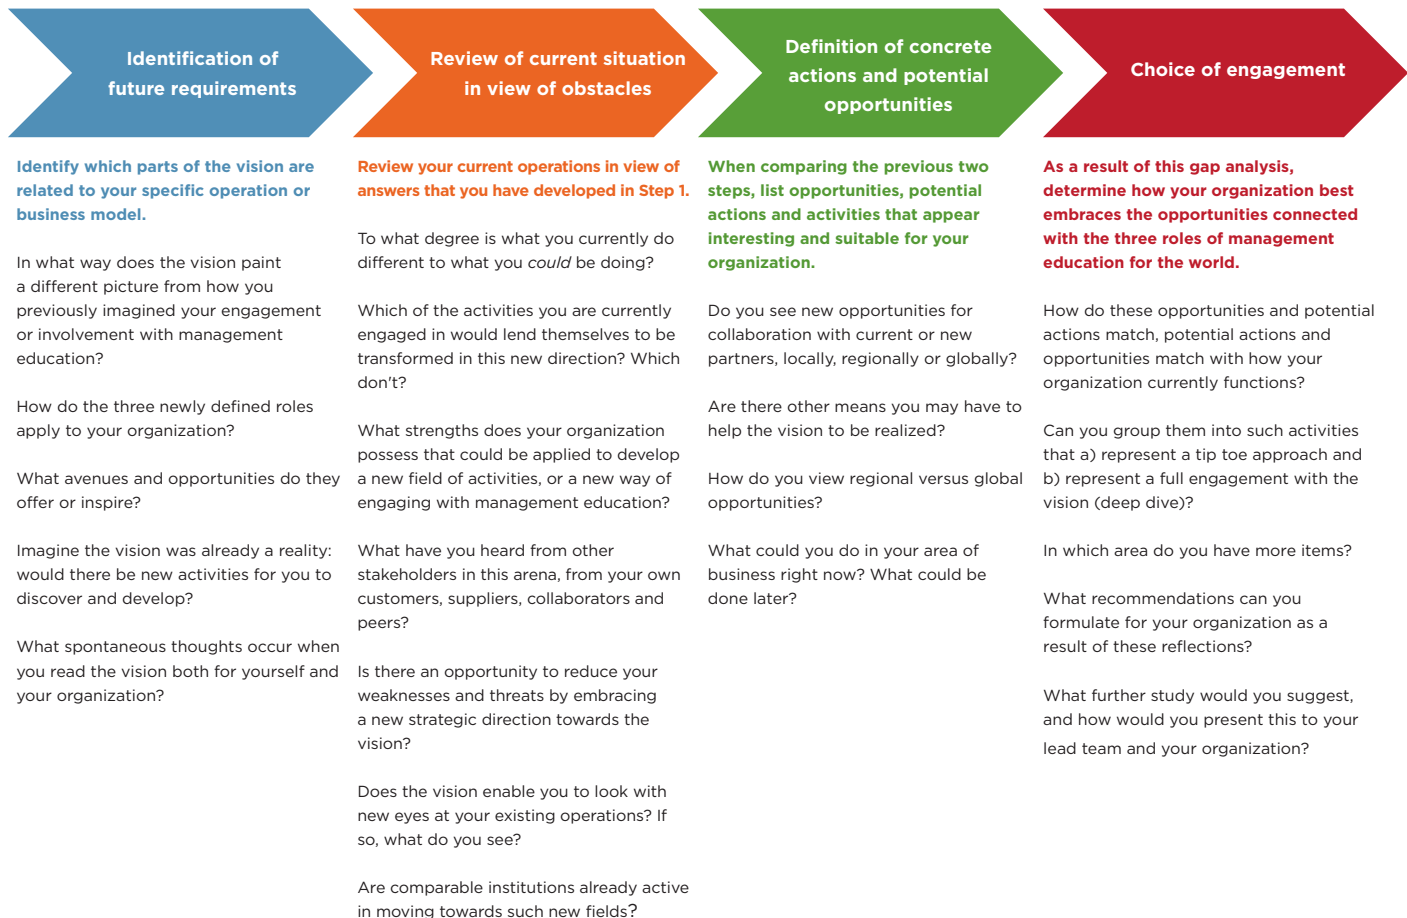 Identification of
future requirements
Identify which parts of the vision are
related to your specific operation or
business model.
In what way does the vision paint
a different picture from how you
previously imagined your engagement
or involvement with management
education?
How do the three newly defined roles
apply to your organization?
What avenues and opportunities do they
offer or inspire?
Imagine the vision was already a reality:
would there be new activities for you to
discover and develop?
What spontaneous thoughts occur when
you read the vision both for yourself and
your organization?
Review of current situation
in view of obstacles
Review your current operations in view of
answers that you have developed in Step 1.
To what degree is what you currently do
different to what you could be doing?
Which of the activities you are currently
engaged in would lend themselves to be
transformed in this new direction? Which
don't?
What strengths does your organization
possess that could be applied to develop
a new field of activities, or a new way of
engaging with management education?
What have you heard from other
stakeholders in this arena, from your own
customers, suppliers, collaborators and
peers?
Is there an opportunity to reduce your
weaknesses and threats by embracing
a new strategic direction towards the
vision?
Does the vision enable you to look with
new eyes at your existing operations? If
so, what do you see?
Are comparable institutions already active
in moving towards such new fields?
Definition of concrete
actions and potential
opportunities
When comparing the previous two
steps, list opportunities, potential
actions and activities that appear
interesting and suitable for your
organization.
Do you see new opportunities for
collaboration with current or new
partners, locally, regionally or globally?
Are there other means you may have to
help the vision to be realized?
How do you view regional versus global
opportunities?
What could you do in your area of
business right now? What could be
done later?
Choice of engagement
As a result of this gap analysis,
determine how your organization best
embraces the opportunities connected
with the three roles of management
education for the world.
How do these opportunities and potential
actions match, potential actions and
opportunities match with how your
organization currently functions?
Can you group them into such activities
that a) represent a tip toe approach and
b) represent a full engagement with the
vision (deep dive)?
In which area do you have more items?
What recommendations can you
formulate for your organization as a
result of these reflections?
What further study would you suggest,
and how would you present this to your
lead team and your organization?